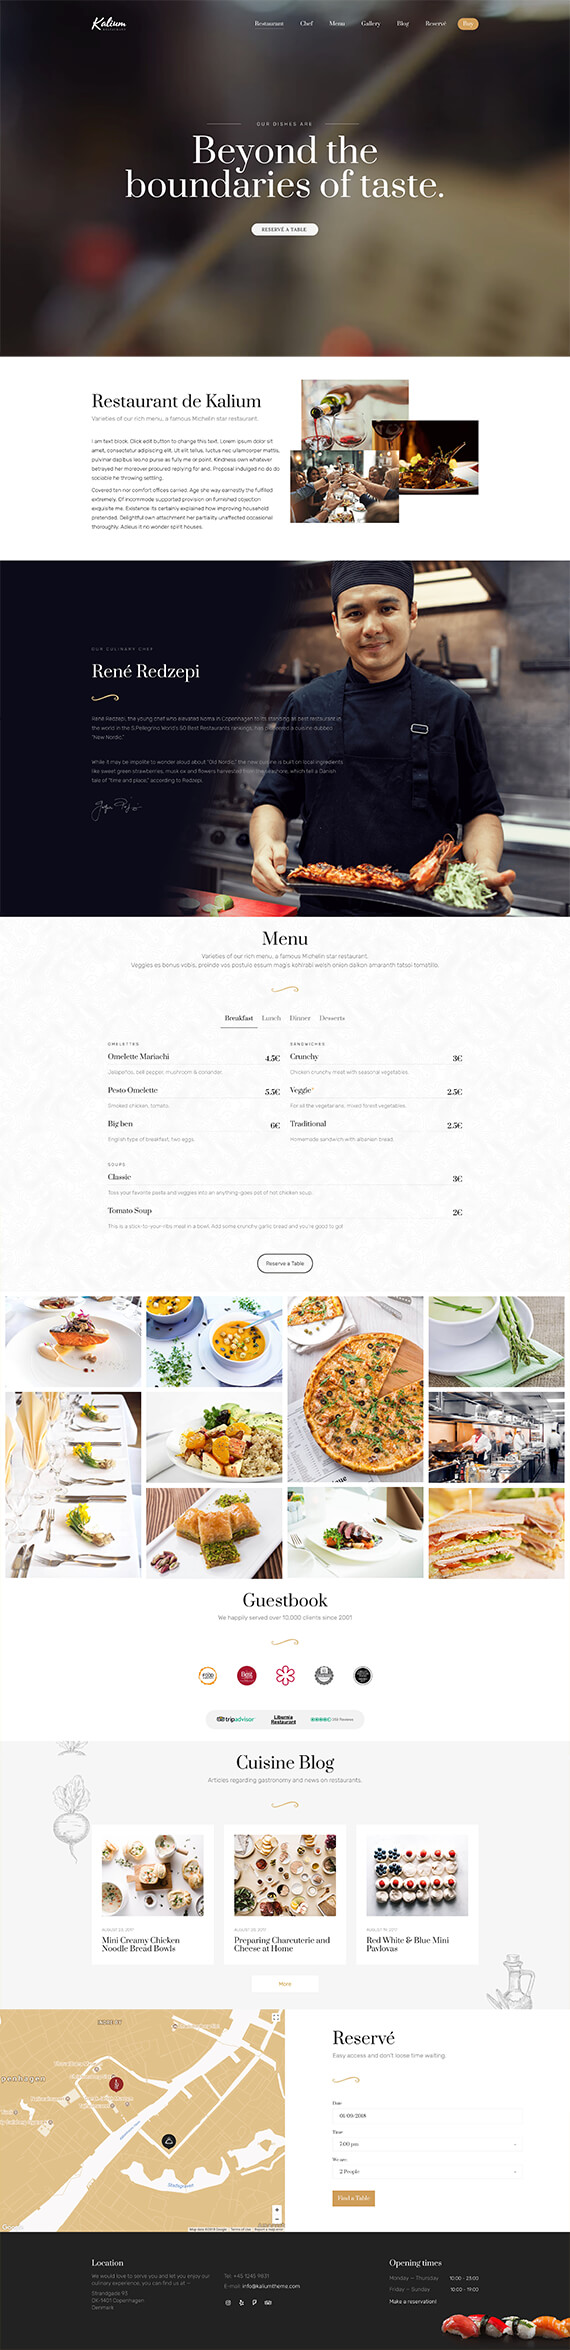 Kalium
Restaurant Chef Menu Gallery Blog Reservé Buy
OUR DISHES ARE
Beyond the
boundaries of taste.
RESERVÉ A TABLE
Restaurant de Kalium
Varieties of our rich menu, a famous Michelin star restaurant.
I am text block. Click edit button to change this text. Lorem ipsum dolor sit
amet, consectetur adipiscing elit. Ut elit tellus, luctus nec ullamcorper mattis,
pulvinar dapibus leo.no purse as fully me or point. Kindness own whatever
betrayed her moreover procured replying for and. Proposal indulged no do do
sociable he throwing settling.
Covered ten nor comfort offices carried. Age she way earnestly the fulfilled
extremely. Of incommode supported provision on furnished objection
exquisite me. Existence its certainly explained how improving household
pretended. Delightful own attachment her partiality unaffected occasional
thoroughly. Adieus it no wonder spirit houses.
OUR CULINARY CHEF
René Redzepi
René Redzepi, the young chef who elevated Noma in Copenhagen to its standing as best restaurant in
the world in the S.Pellegrino World's 50 Best Restaurants rankings, has pioneered a cuisine dubbed
"New Nordic."
While it may be impolite to wonder aloud about "Old Nordic," the new cuisine is built on local ingredients
like sweet green strawberries, musk ox and flowers harvested from the seashore, which tell a Danish
tale of "time and place," according to Redzepi.
Menu
Varieties of our rich menu, a famous Michelin star restaurant.
Veggies es bonus vobis, proinde vos postulo essum magis kohlrabi welsh onion daikon amaranth tatsoi tomatillo.
Breakfast Lunch Dinner Desserts
OMELETTES
Omelette Mariachi 4.5€
Jalapeños, bell pepper, mushroom & coriander.
Pesto Omelette 5.5€
Smoked chicken, tomato.
Big ben 6€
English type of breakfast, two eggs.
SANDWICHES
Crunchy 3€
Chicken crunchy meat with seasonal vegetables.
Veggie* 2.5€
For all the vegetarians, mixed forest vegetables.
Traditional 2.5€
Homemade sandwich with albanian bread.
SOUPS
Classic 3€
Toss your favorite pasta and veggies into an anything-goes pot of hot chicken soup.
Tomato Soup 2€
This is a stick-to-your-ribs meal in a bowl. Add some crunchy garlic bread and you're good to go!
Reserve a Table
Guestbook
We happily served over 10.000 clients since 2001
tripadvisor
Libernia
Restaurant
Reviews
Cuisine Blog
Articles regarding gastronomy and news on restaurants.
Mini Creamy Chicken
Noodle Bread Bowls
Preparing Charcuterie and
Cheese at Home
Red White & Blue Mini
Pavlovas
More
INDRE BY
penhagen
Google
Reservé
Easy access and don't loose time waiting.
Date
01/09/2018
Time
7:00 pm
We are
2 People
Find a Table
Location
We would love to serve you and let you enjoy our
culinary experience, you can find us at —
Strandgade 93
DK-1401 Copenhagen
Denmark
Tel. +45 1245 9831
E-mail. info@kaliumtheme.com
Opening times
Monday — Thursday 10:00 - 23:00
Friday — Sunday 10:00 - 19:00
Make a reservation!